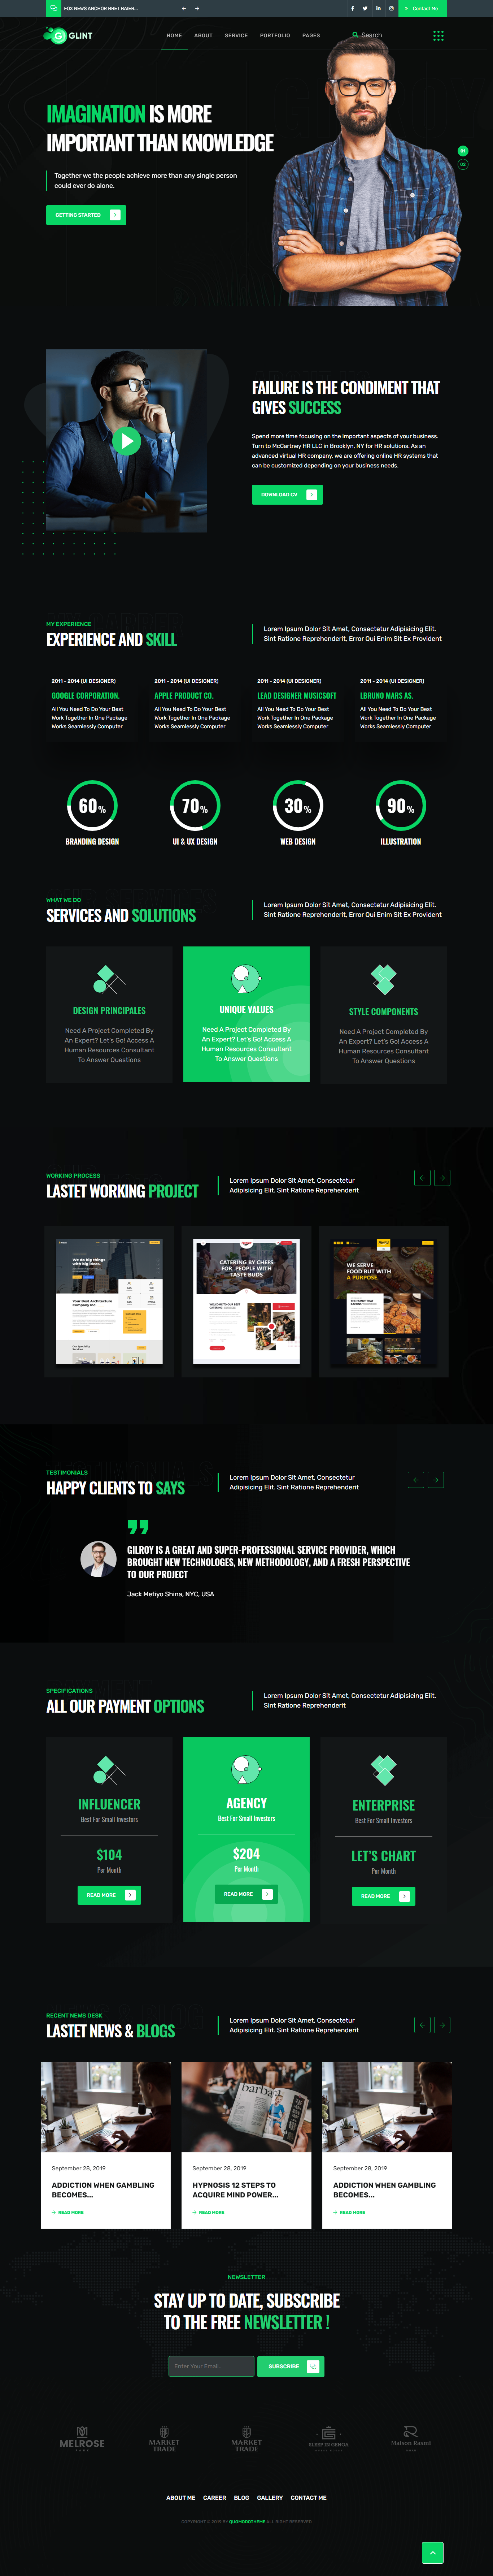 FOX NEWS ANCHOR BRET BAIER...
Contact Me
GLINT
HOME ABOUT SERVICE PORTFOLIO PAGES
Search
IMAGINATION IS MORE
IMPORTANT THAN KNOWLEDGE
01
02
Together we the people achieve more than any single person
could ever do alone.
GETTING STARTED
FAILURE IS THE CONDIMENT THAT
GIVES SUCCESS
Spend more time focusing on the important aspects of your business.
Turn to McCartney HR LLC in Brooklyn, NY for HR solutions. As an
advanced virtual HR company, we are offering online HR systems that
can be customized depending on your business needs.
DOWNLOAD CV
MY EXPERIENCE
EXPERIENCE AND SKILL
Lorem Ipsum Dolor Sit Amet, Consectetur Adipisicing Elit.
Sint Ratione Reprehenderit, Error Qui Enim Sit Ex Provident
2011 - 2014 (UI DESIGNER)
GOOGLE CORPORATION.
All You Need To Do Your Best
Work Together In One Package
Works Seamlessly Computer
2011 - 2014 (UI DESIGNER)
APPLE PRODUCT CO.
All You Need To Do Your Best
Work Together In One Package
Works Seamlessly Computer
2011 - 2014 (UI DESIGNER)
LEAD DESIGNER MUSICSOFT
All You Need To Do Your Best
Work Together In One Package
Works Seamlessly Computer
2011 - 2014 (UI DESIGNER)
LBRUNO MARS AS.
All You Need To Do Your Best
Work Together In One Package
Works Seamlessly Computer
60%
BRANDING DESIGN
70%
UI & UX DESIGN
30%
WEB DESIGN
90%
ILLUSTRATION
WHAT WE DO
SERVICES AND SOLUTIONS
Lorem Ipsum Dolor Sit Amet, Consectetur Adipisicing Elit.
Sint Ratione Reprehenderit, Error Qui Enim Sit Ex Provident
DESIGN PRINCIPALES
Need A Project Completed By
An Expert? Let's Go! Access A
Human Resources Consultant
To Answer Questions
UNIQUE VALUES
Need A Project Completed By
An Expert? Let's Go! Access A
Human Resources Consultant
To Answer Questions
STYLE COMPONENTS
Need A Project Completed By
An Expert? Let's Go! Access A
Human Resources Consultant
To Answer Questions
WORKING PROCESS
LASTET WORKING PROJECT
Lorem Ipsum Dolor Sit Amet, Consectetur
Adipisicing Elit. Sint Ratione Reprehenderit
We do big things
with big ideas.
Your Best Architecture
Company Inc.
CATERING BY CHEFS
FOR PEOPLE WITH
TASTE BUDS
WE SERVE
FOOD BUT WITH
A PURPOSE.
TESTIMONIALS
HAPPY CLIENTS TO SAYS
Lorem Ipsum Dolor Sit Amet, Consectetur
Adipisicing Elit. Sint Ratione Reprehenderit
GILROY IS A GREAT AND SUPER-PROFESSIONAL SERVICE PROVIDER, WHICH
BROUGHT NEW TECHNOLOGES, NEW METHODOLOGY, AND A FRESH PERSPECTIVE
TO OUR PROJECT
Jack Metiyo Shina, NYC, USA
SPECIFICATIONS
ALL OUR PAYMENT OPTIONS
Lorem Ipsum Dolor Sit Amet, Consectetur Adipisicing Elit.
Sint Ratione Reprehenderit
INFLUENCER
Best For Small Investors
$104
Per Month
READ MORE
AGENCY
Best For Small Investors
$204
Per Month
READ MORE
ENTERPRISE
Best For Small Investors
LET'S CHART
Per Month
READ MORE
RECENT NEWS DESK
LASTET NEWS & BLOGS
Lorem Ipsum Dolor Sit Amet, Consectetur
Adipisicing Elit. Sint Ratione Reprehenderit
September 28, 2019
ADDICTION WHEN GAMBLING
BECOMES...
READ MORE
barba
September 28, 2019
HYPNOSIS 12 STEPS TO
ACQUIRE MIND POWER...
READ MORE
September 28, 2019
ADDICTION WHEN GAMBLING
BECOMES...
READ MORE
NEWSLETTER
STAY UP TO DATE, SUBSCRIBE
TO THE FREE NEWSLETTER !
Enter Your Email..
SUBSCRIBE
MELROSE
MARKET
TRADE
MARKET
TRADE
SLEEP IN GENOA
Maison Rassni
ABOUT ME CAREER BLOG GALLERY CONTACT ME
COPYRIGHT © 2019 BY QUOMODOTHEME ALL RIGHT RESERVED